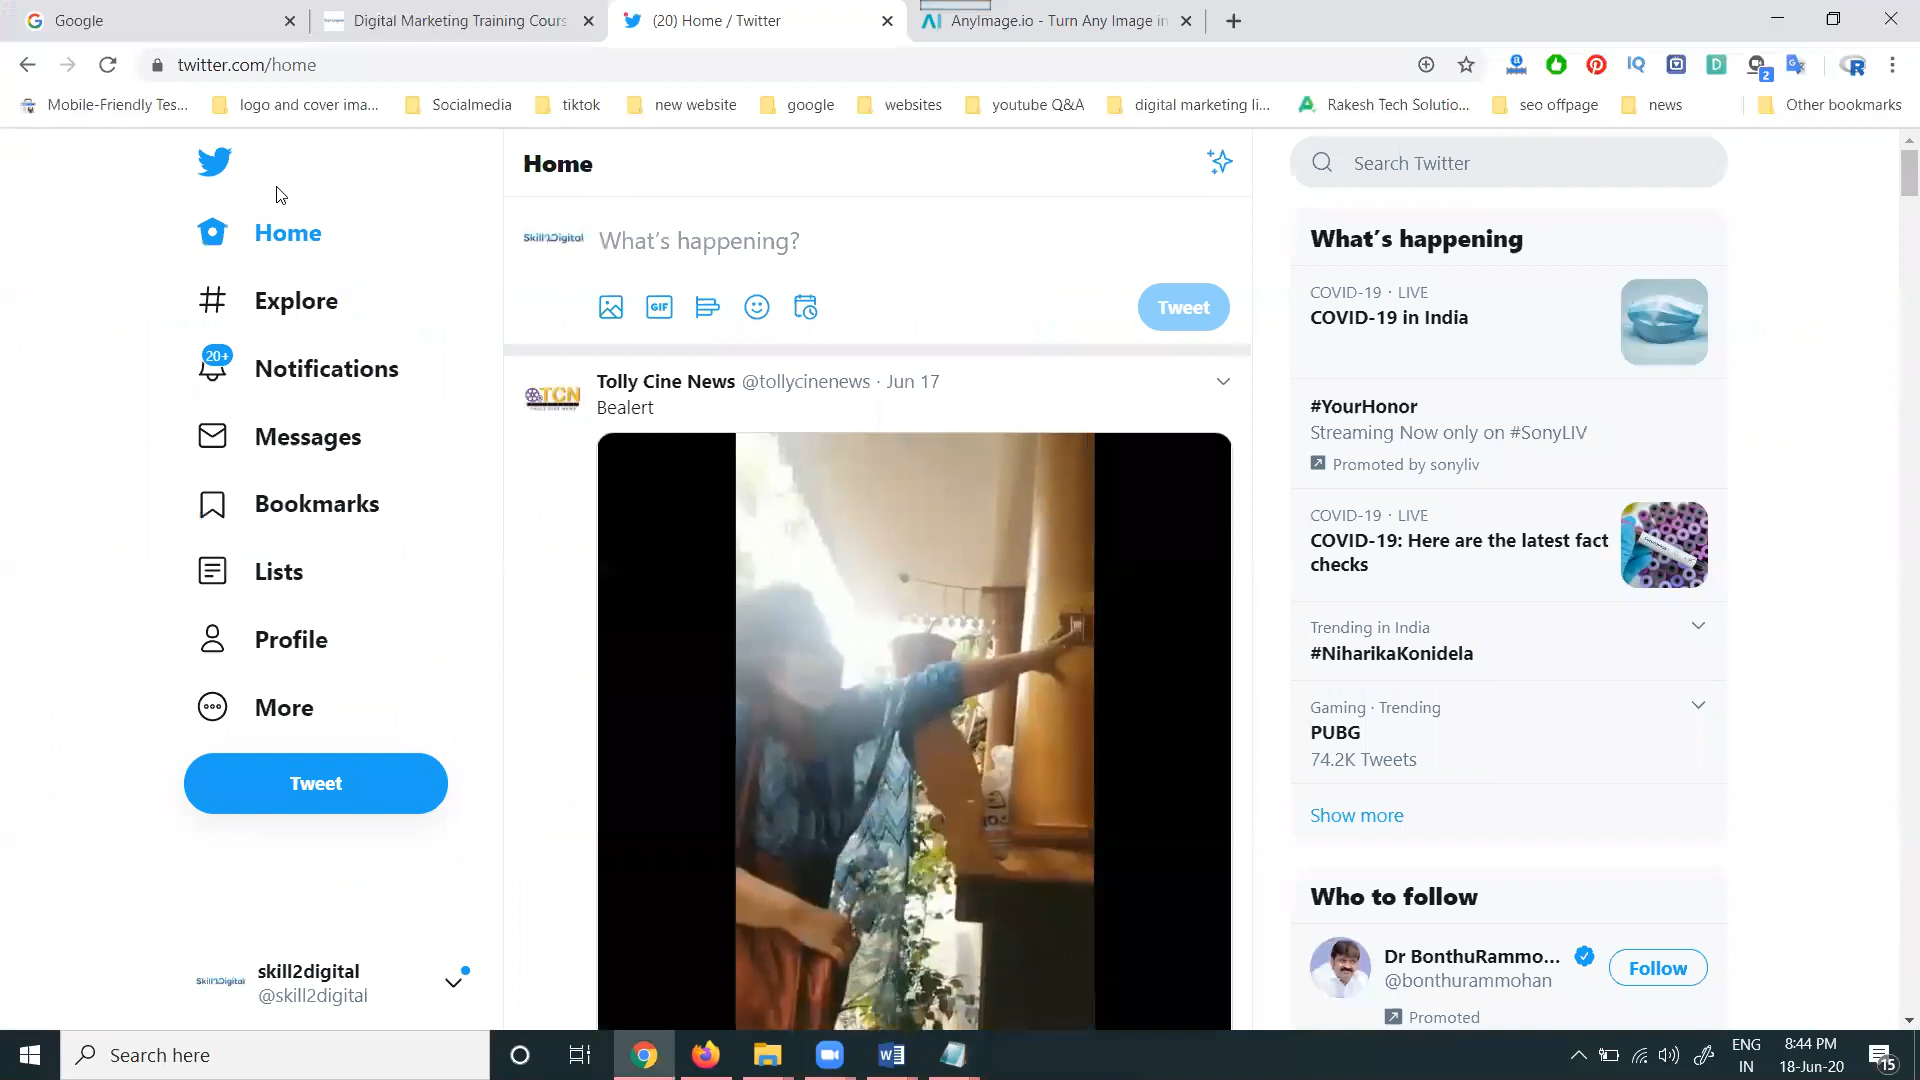 Google
Digital Marketing Training Cours
(20) Home / Twitter
AnyImage.io - Turn Any Image in
twitter.com/home
Mobile-Friendly Tes...
logo and cover ima...
Socialmedia
tiktok
new website
google
websites
youtube Q&A
digital marketing li...
Rakesh Tech Solutio...
seo offpage
news
Other bookmarks
Home
Explore
20+
Notifications
Messages
Bookmarks
Lists
Profile
More
Tweet
skill2digital
@skill2digital
Home
Skill2Digital
What's happening?
GIF
Tweet
TCN
Tolly Cine News @tollycinenews · Jun 17
Bealert
Search Twitter
What's happening
COVID-19 · LIVE
COVID-19 in India
#YourHonor
Streaming Now only on #SonyLIV
Promoted by sonyliv
COVID-19 · LIVE
COVID-19: Here are the latest fact
checks
Trending in India
#NiharikaKonidela
Gaming · Trending
PUBG
74.2K Tweets
Show more
Who to follow
Dr BonthuRammo...
@bonthurammohan
Follow
Promoted
Search here
ENG
IN
8:44 PM
18-Jun-20
15